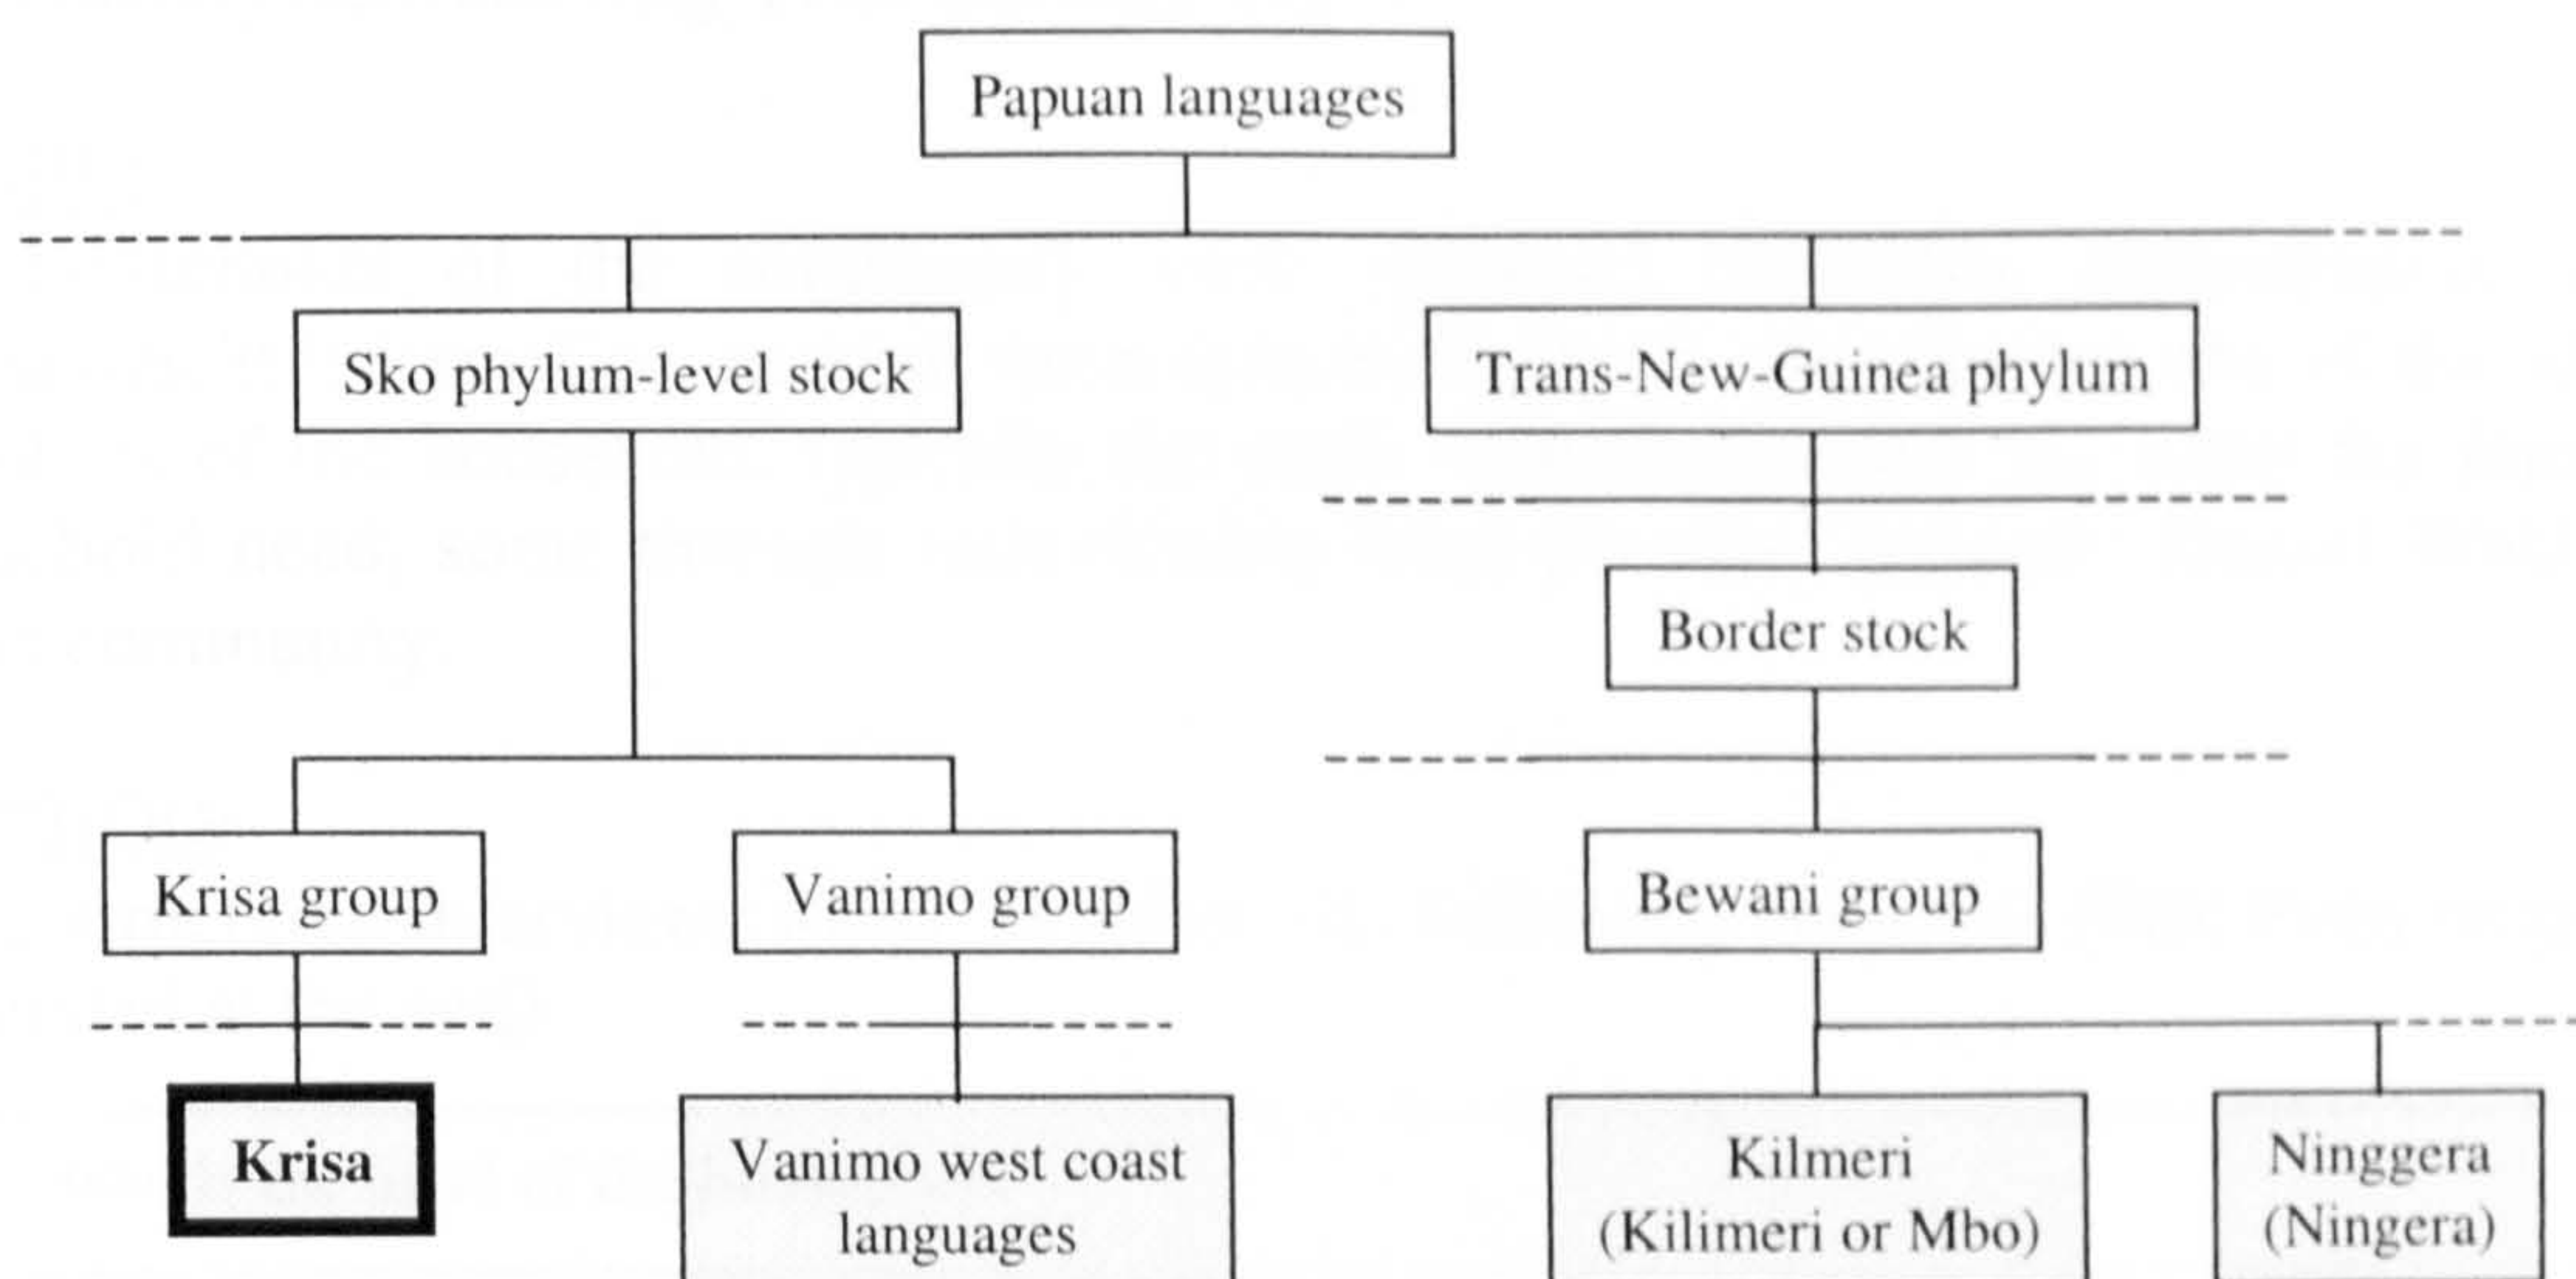 Papuan languages
Sko phylum-level stock
Trans-New-Guinea phylum
Border stock
Krisa group
Vanimo group
Bewani group
Krisa
Vanimo west coast
languages
Kilmeri
(Kilimeri or Mbo)
Ninggera
(Ningera)